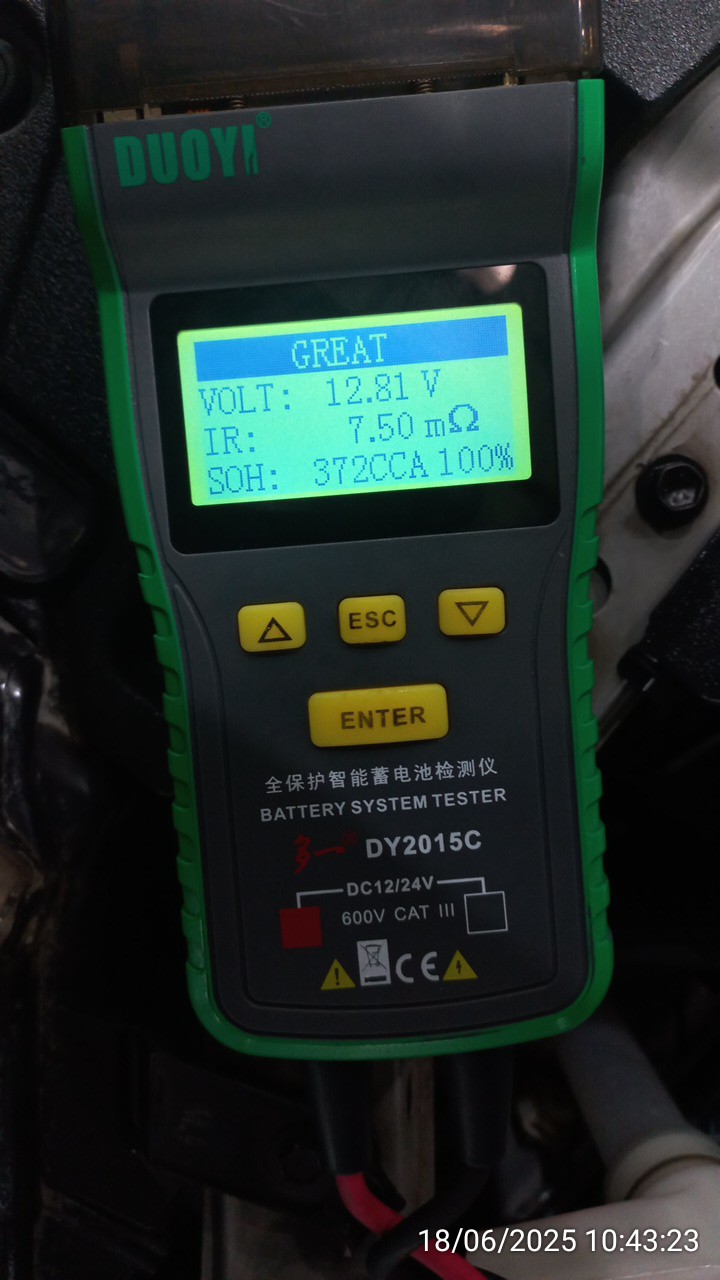 DUOYI®
GREAT
VOLT: 12.81 V
IR: 7.50 mΩ
SOH: 372CCA 100%
ESC
ENTER
全保护智能蓄电池检测仪
BATTERY SYSTEM TESTER
多一® DY2015C
DC12/24V
600V CAT III
CE
18/06/2025 10:43:23